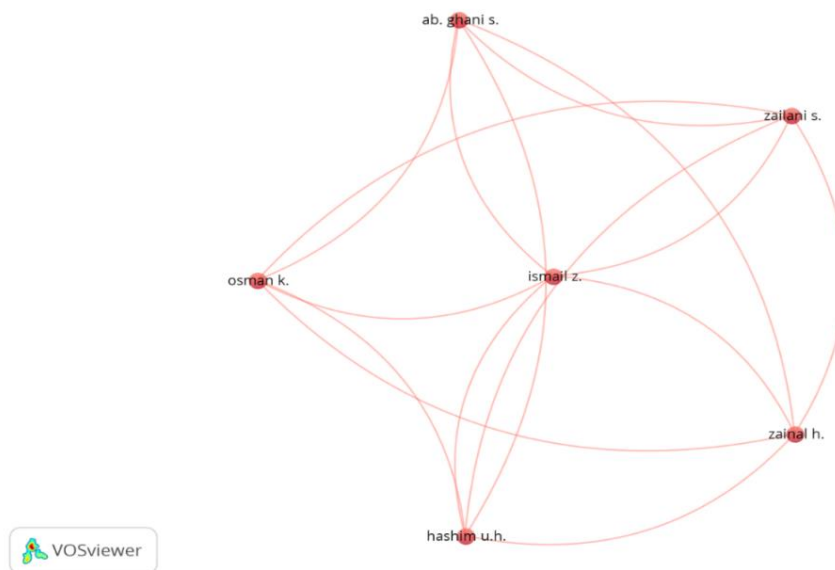 ab. ghani s.
zailani s.
osman k.
ismail z.
zainal h.
hashim u.h.
VOSviewer